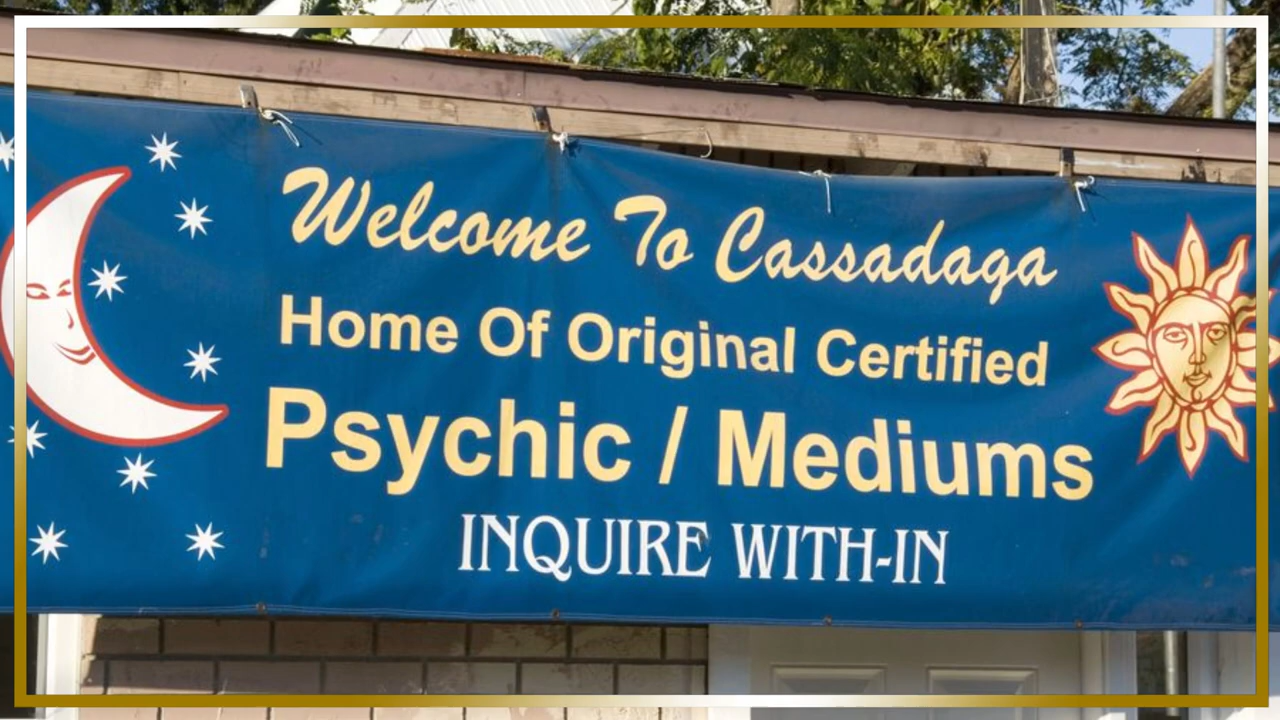 Welcome To Cassadaga
Home Of Original Certified
Psychic / Mediums
INQUIRE WITH-IN